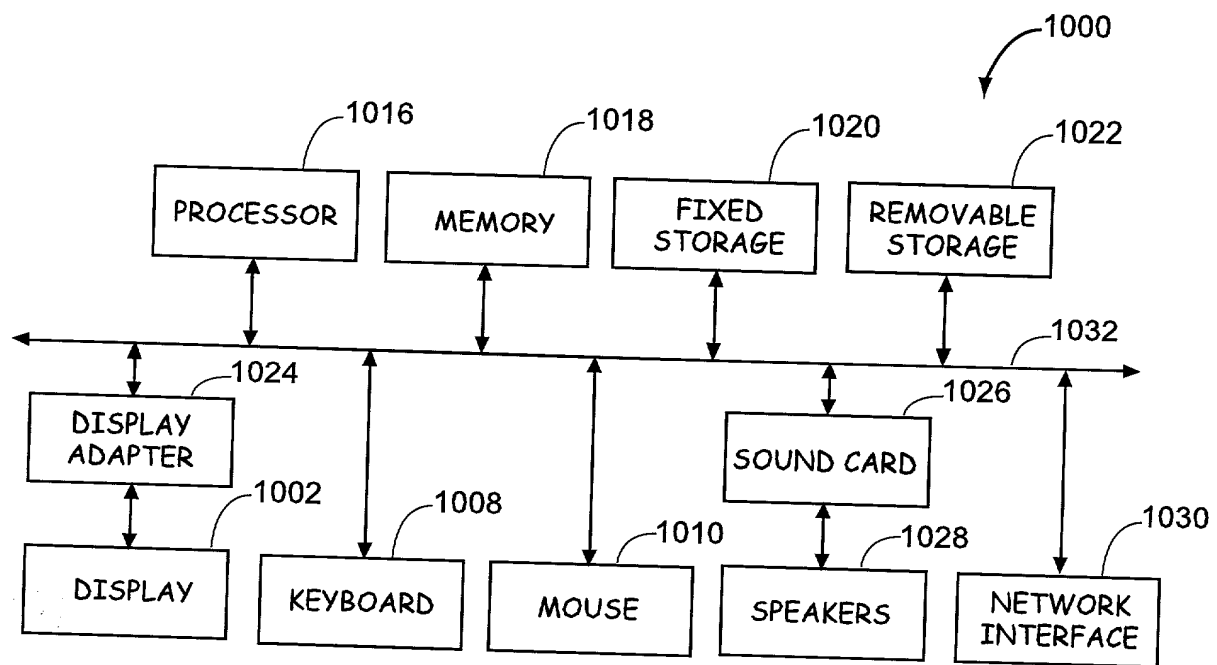 1000
1016
1018
1020
1022
PROCESSOR
MEMORY
FIXED
STORAGE
REMOVABLE
STORAGE
1032
1024
1026
DISPLAY
ADAPTER
SOUND CARD
1002
1008
1010
1028
1030
DISPLAY
KEYBOARD
MOUSE
SPEAKERS
NETWORK
INTERFACE